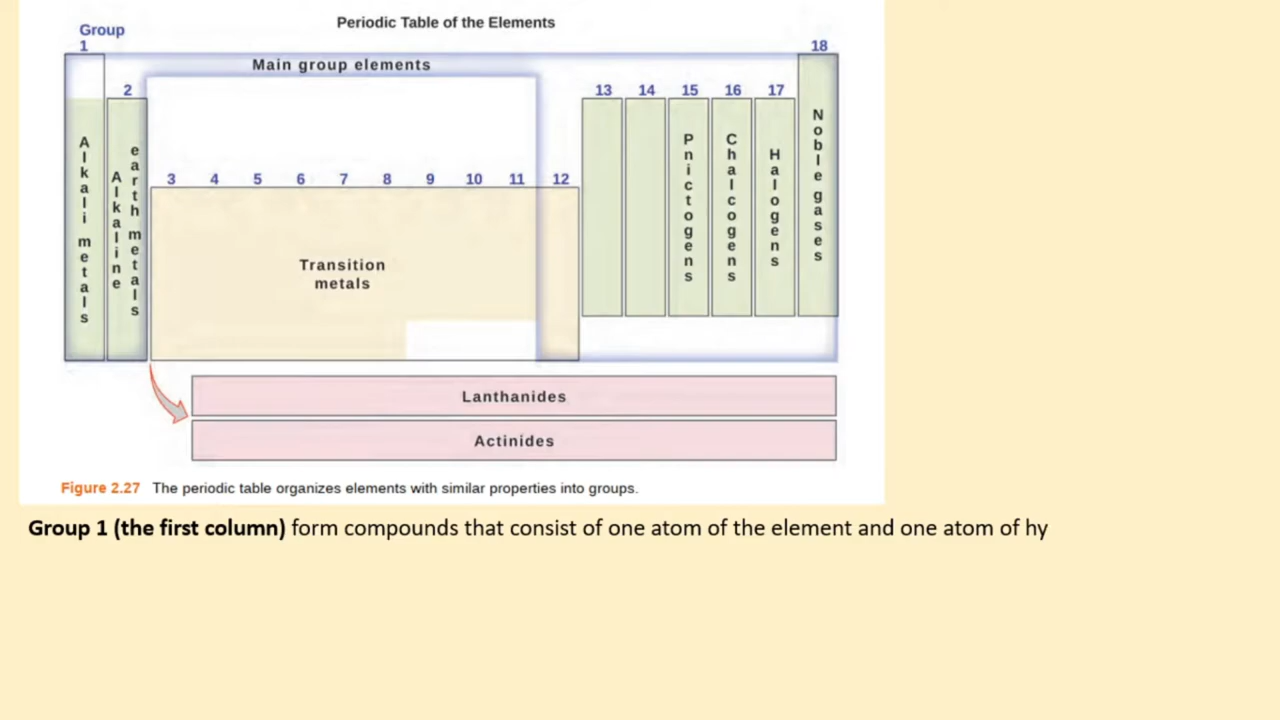 Periodic Table of the Elements
Group
1
18
Main group elements
2
13 14 15 16 17
3 4 5 6 7 8 9 10 11 12
Alkali metals
Alkaline
earth metals
Transition
metals
Pnictogens
Chalcogens
Halogens
Noble gases
Lanthanides
Actinides
Figure 2.27 The periodic table organizes elements with similar properties into groups.
Group 1 (the first column) form compounds that consist of one atom of the element and one atom of hy